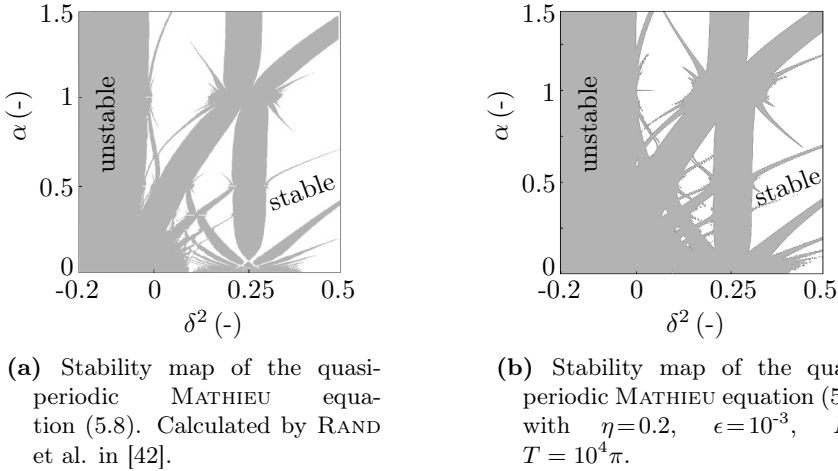 1.5
1
0.5
0
α (-)
unstable
stable
-0.2 0 0.25 0.5
δ² (-)
(a) Stability map of the quasi-
periodic MATHIEU equa-
tion (5.8). Calculated by RAND
et al. in [42].
1.5
1
0.5
0
α (-)
unstable
stable
-0.2 0 0.25 0.5
δ² (-)
(b) Stability map of the qua
periodic MATHIEU equation (5
with η=0.2, ϵ=10⁻³,
T = 10⁴π.